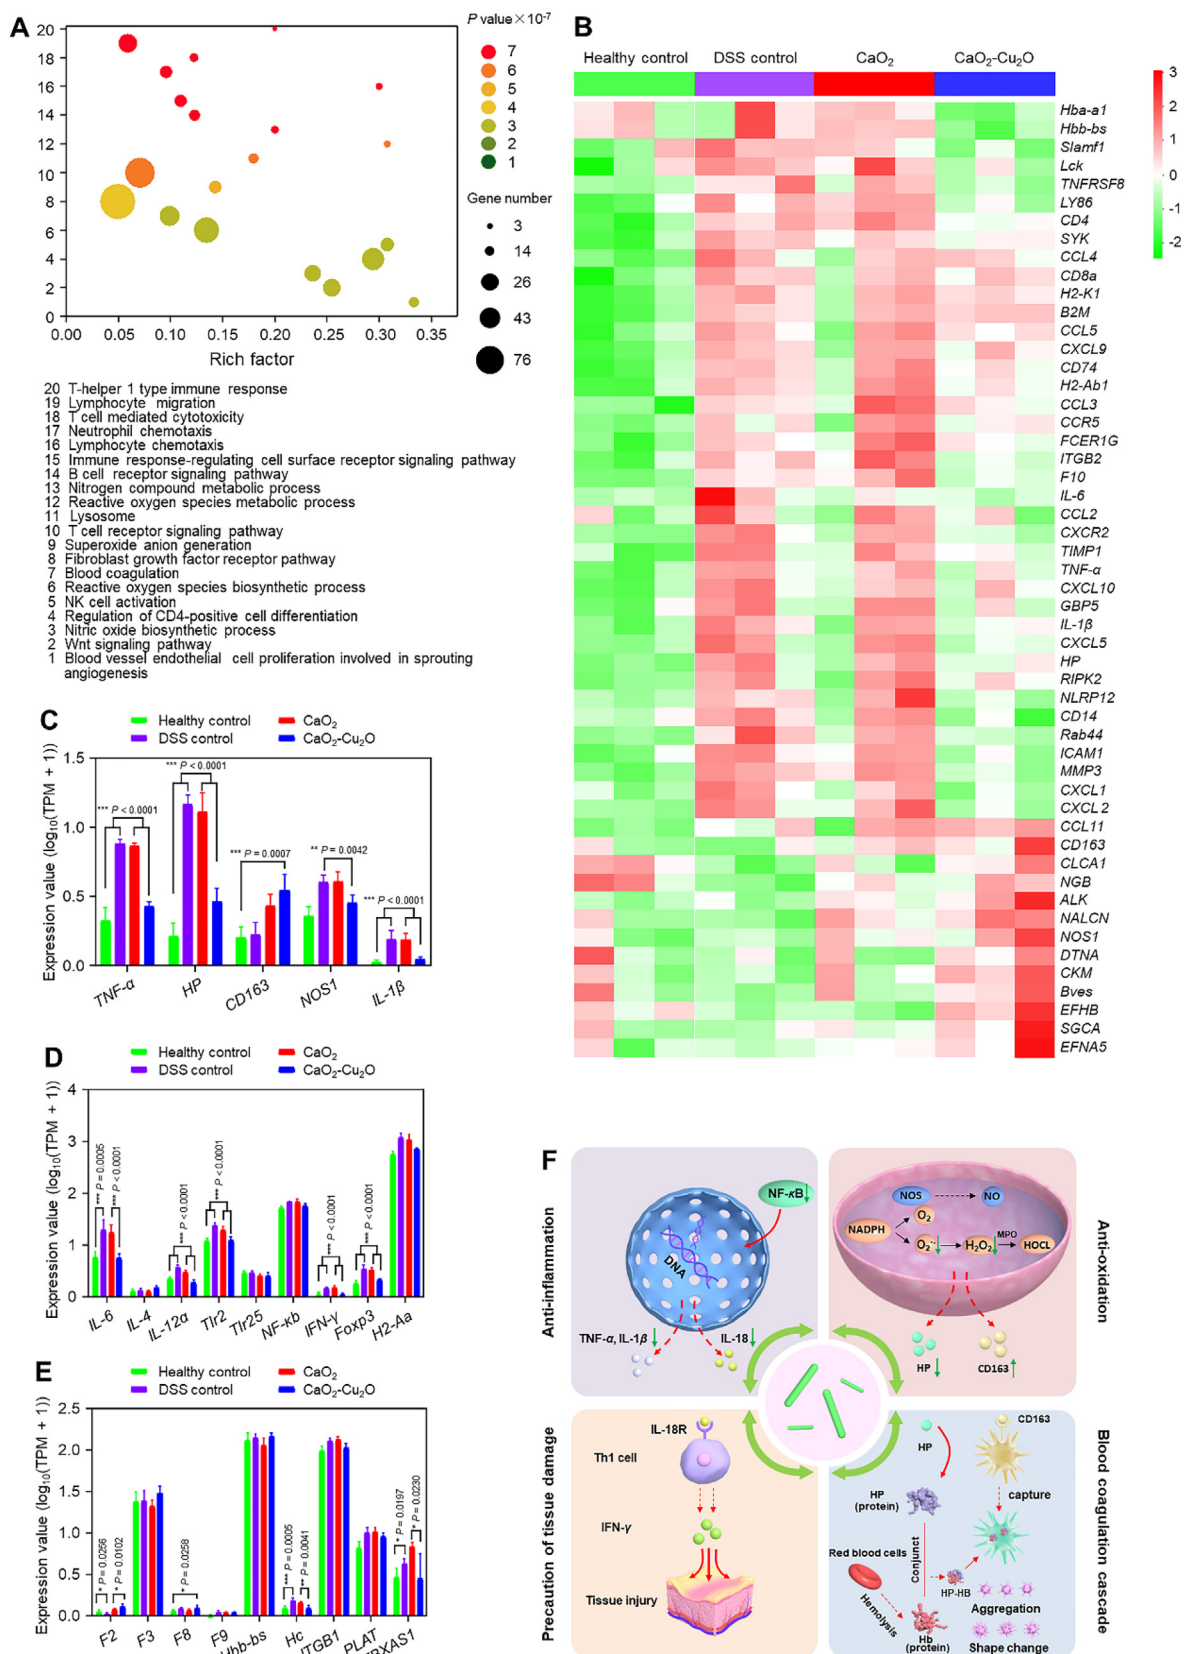 A
P value×10-7
7
6
5
4
3
2
1
Gene number
3
14
26
43
76
20
18
16
14
12
10
8
6
4
2
0
0.00 0.05 0.10 0.15 0.20 0.25 0.30 0.35
Rich factor
20 T-helper 1 type immune response
19 Lymphocyte migration
18 T cell mediated cytotoxicity
17 Neutrophil chemotaxis
16 Lymphocyte chemotaxis
15 Immune response-regulating cell surface receptor signaling pathway
14 B cell receptor signaling pathway
13 Nitrogen compound metabolic process
12 Reactive oxygen species metabolic process
11 Lysosome
10 T cell receptor signaling pathway
9 Superoxide anion generation
8 Fibroblast growth factor receptor pathway
7 Blood coagulation
6 Reactive oxygen species biosynthetic process
5 NK cell activation
4 Regulation of CD4-positive cell differentiation
3 Nitric oxide biosynthetic process
2 Wnt signaling pathway
1 Blood vessel endothelial cell proliferation involved in sprouting
angiogenesis
B
Healthy control DSS control CaO2 CaO2-Cu2O
3
2
1
0
-1
-2
Hba-a1
Hbb-bs
Slamf1
Lck
TNFRSF8
LY86
CD4
SYK
CCL4
CD8a
H2-K1
B2M
CCL5
CXCL9
CD74
H2-Ab1
CCL3
CCR5
FCER1G
ITGB2
F10
IL-6
CCL2
CXCR2
TIMP1
TNF-α
CXCL10
GBP5
IL-1β
CXCL5
HP
RIPK2
NLRP12
CD14
Rab44
ICAM1
MMP3
CXCL1
CXCL2
CCL11
CD163
CLCA1
NGB
ALK
NALCN
NOS1
DTNA
CKM
Bves
EFHB
SGCA
EFNA5
C
Healthy control CaO2
DSS control CaO2-Cu2O
Expression value (log10(TPM + 1))
1.5
1.0
0.5
0.0
*** P < 0.0001
*** P < 0.0001
*** P = 0.0007
** P = 0.0042
*** P < 0.0001
TNF-α HP CD163 NOS1 IL-1β
D
Healthy control CaO2
DSS control CaO2-Cu2O
Expression value (log10(TPM + 1))
4
3
2
1
0
*** P = 0.0005
*** P < 0.0001
*** P < 0.0001
*** P < 0.0001
*** P < 0.0001
*** P < 0.0001
IL-6 IL-4 IL-12α Tlr2 Tlr25 NF-κb IFN-γ Foxp3 H2-Aa
E
Healthy control CaO2
DSS control CaO2-Cu2O
Expression value (log10(TPM + 1))
2.5
2.0
1.5
1.0
0.5
0.0
* P = 0.0266
* P = 0.0102
* P = 0.0258
*** P = 0.0005
** P = 0.0041
* P = 0.0197
* P = 0.0230
F2 F3 F8 F9 Hbb-bs Hc ITGB1 PLAT TBXAS1
F
Anti-inflammation
NF-κB
DNA
TNF-α, IL-1β
IL-18
Anti-oxidation
NOS
NO
NADPH
O2
O2·-
H2O2
MPO
HOCL
HP
CD163
Precaution of tissue damage
IL-18R
Th1 cell
IFN-γ
Tissue injury
Blood coagulation cascade
HP
CD163
HP
(protein)
capture
Red blood cells
Conjunct
HP-HB
Hemolysis
Hb
(protein)
Aggregation
Shape change